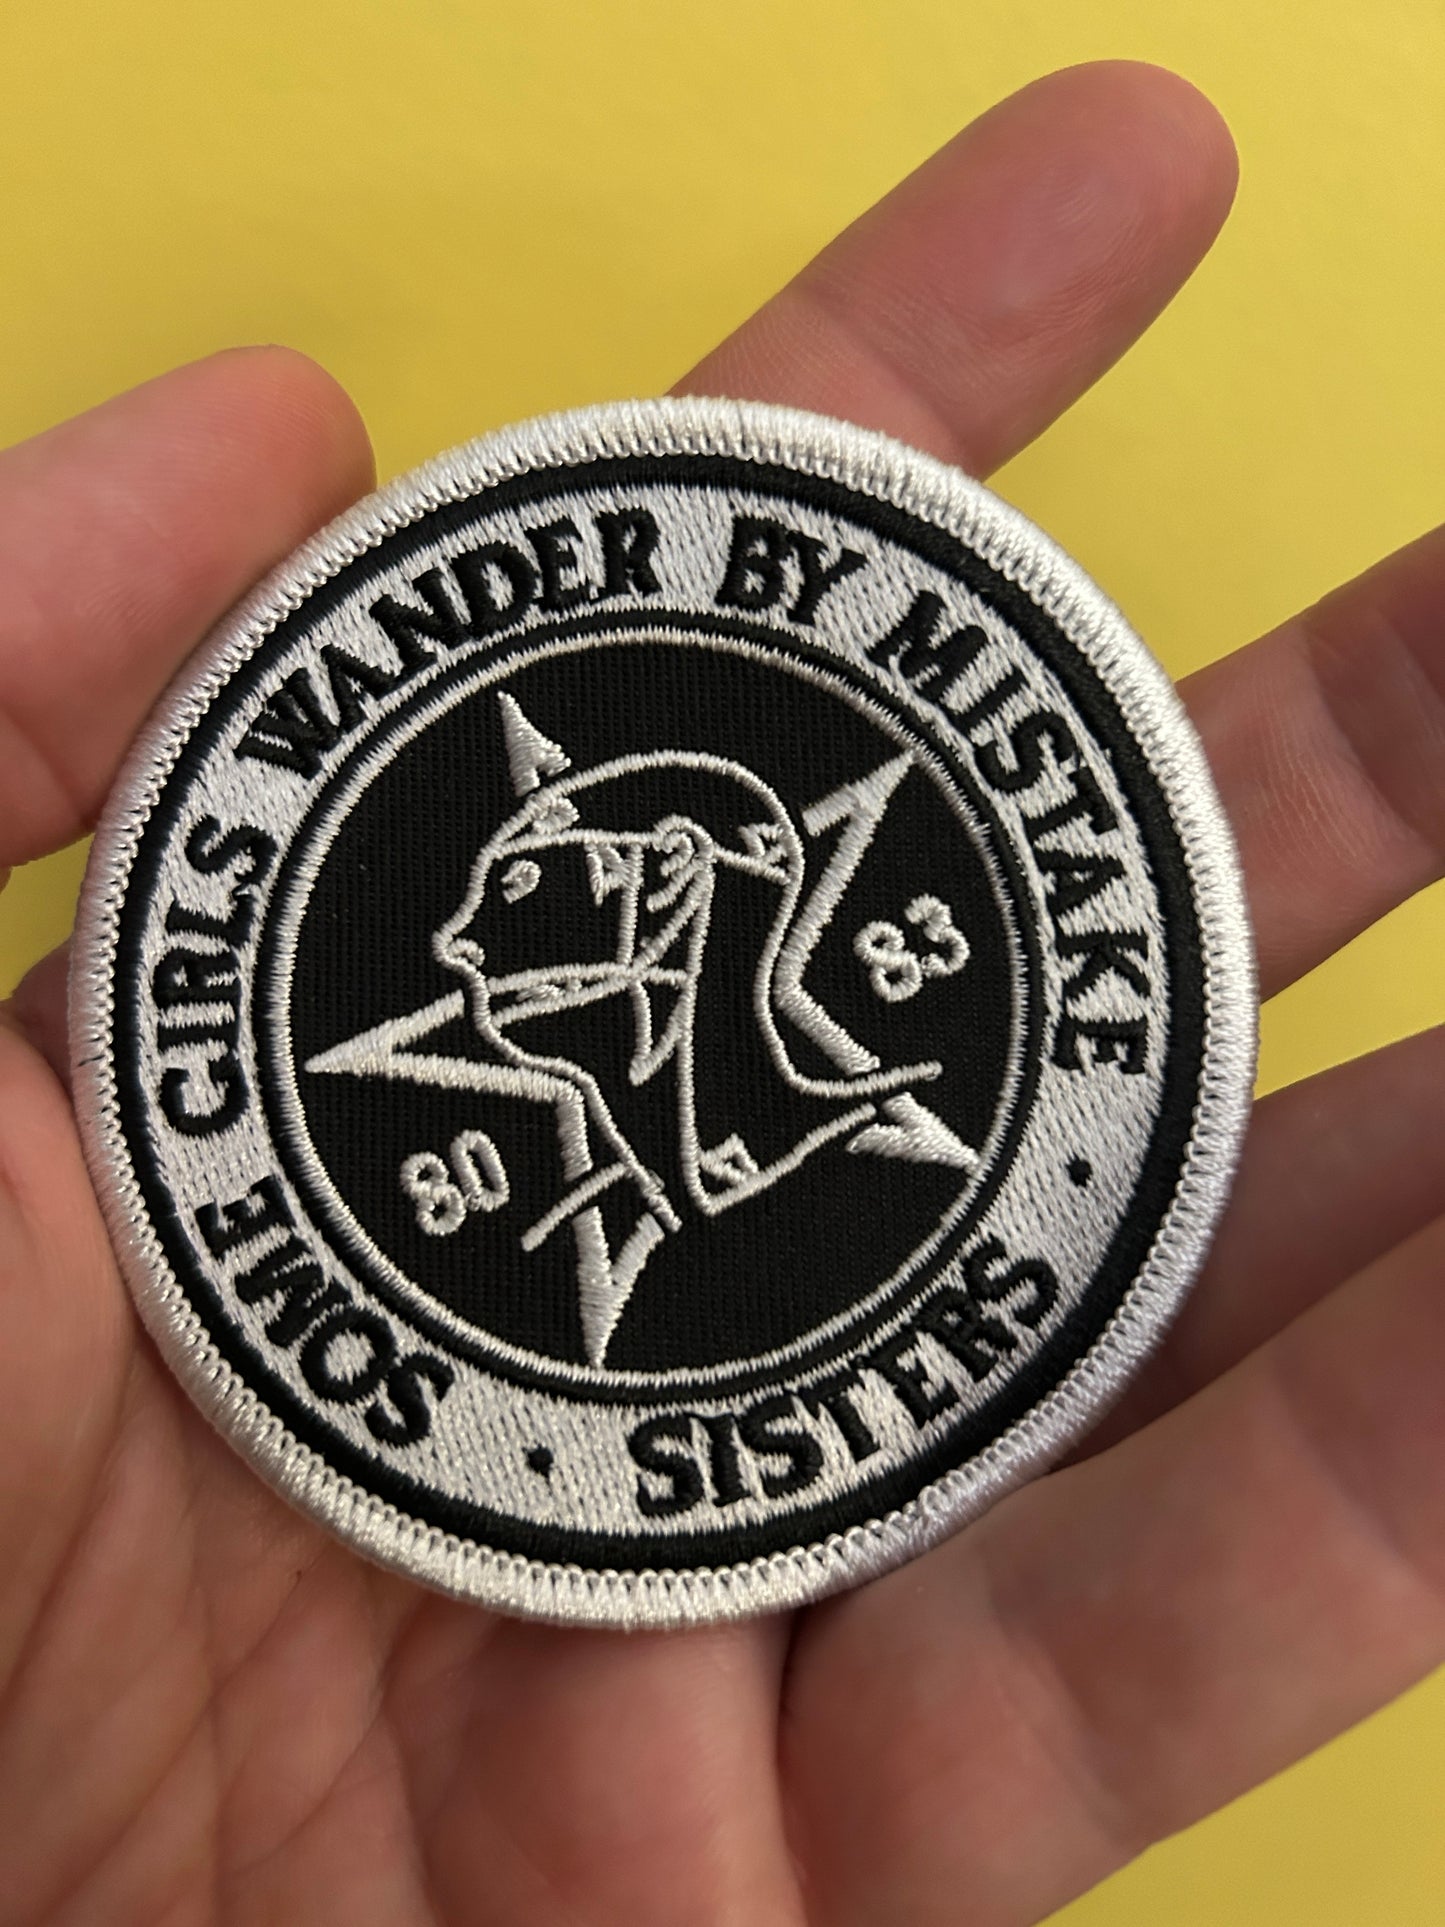 SOME GIRLS WANDER BY MISTAKE
· SISTERS ·
80
83